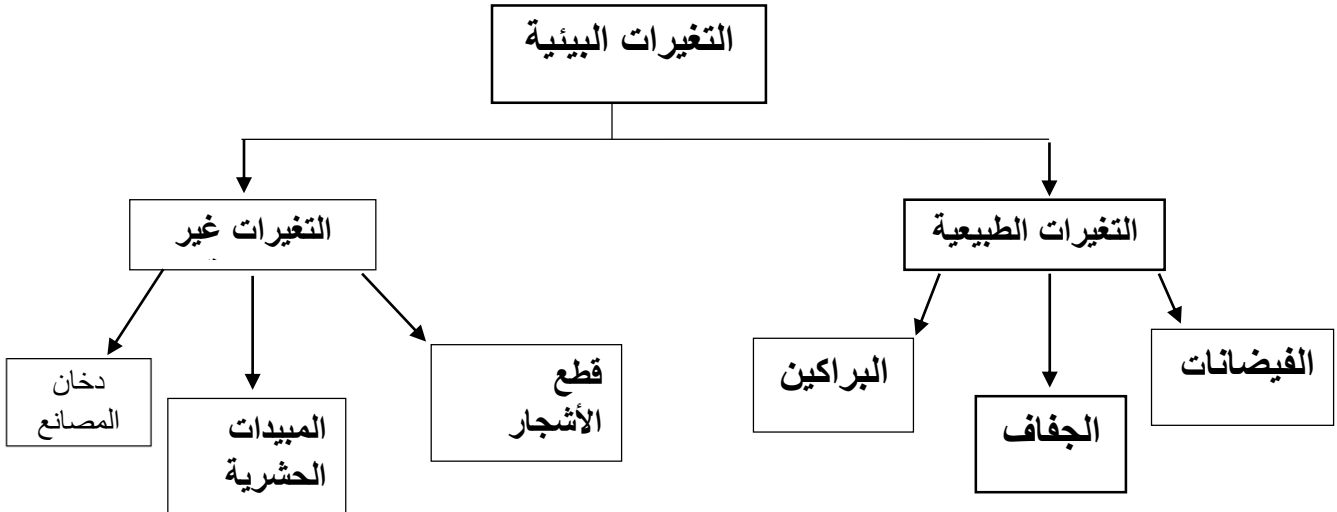 التغيرات البيئية
التغيرات الطبيعية
التغيرات غير
الفيضانات
الجفاف
البراكين
قطع
الأشجار
المبيدات
الحشرية
دخان
المصانع